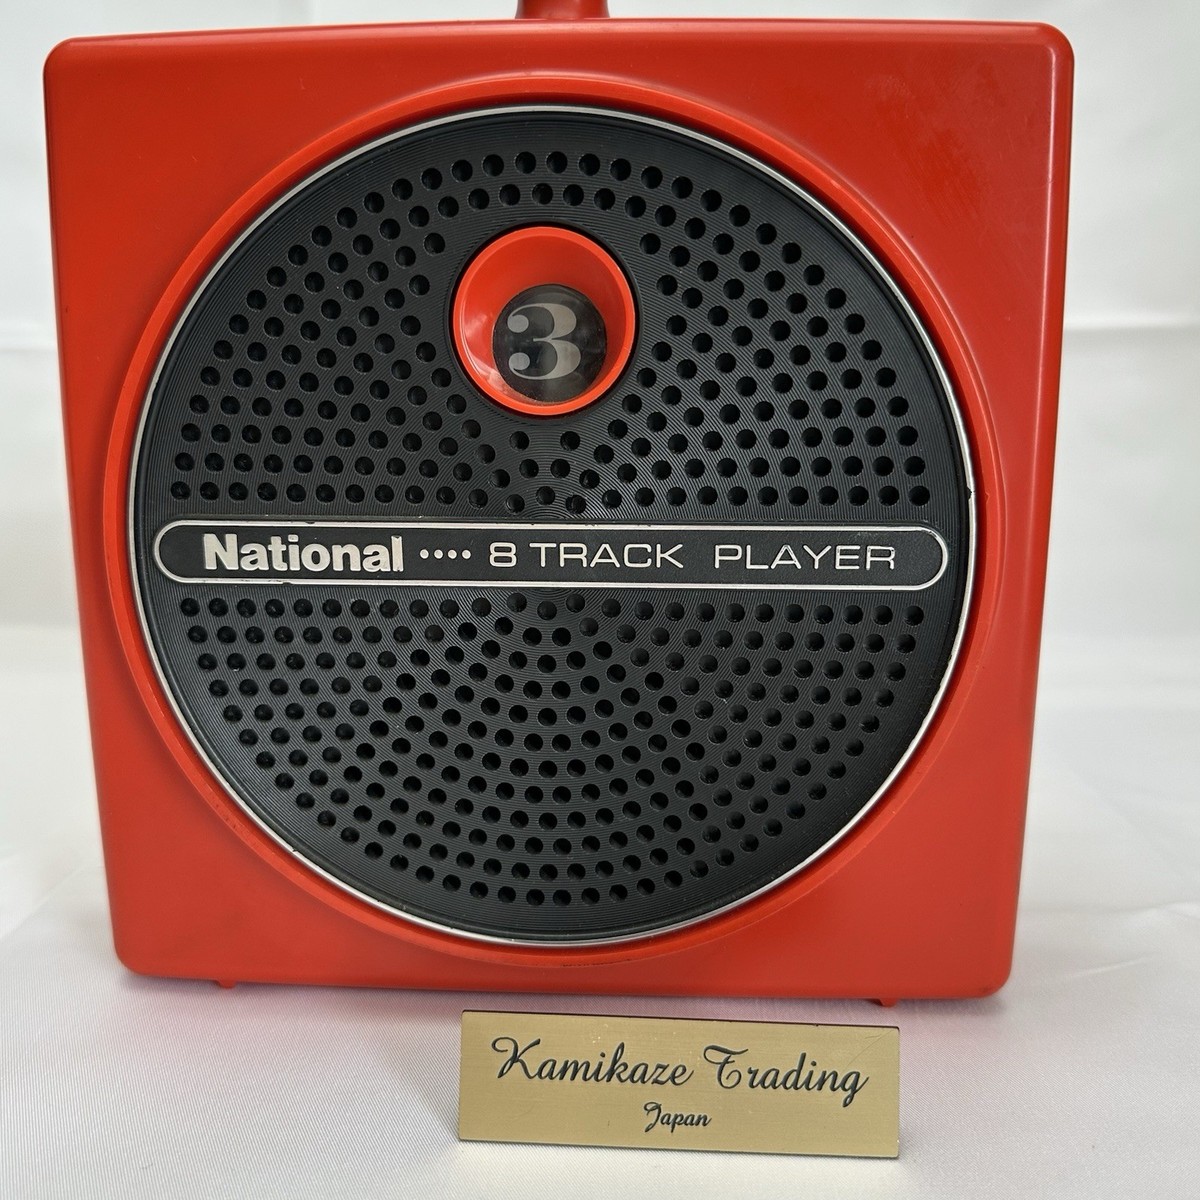 3
National •••• 8 TRACK PLAYER
Kamikaze Trading
Japan